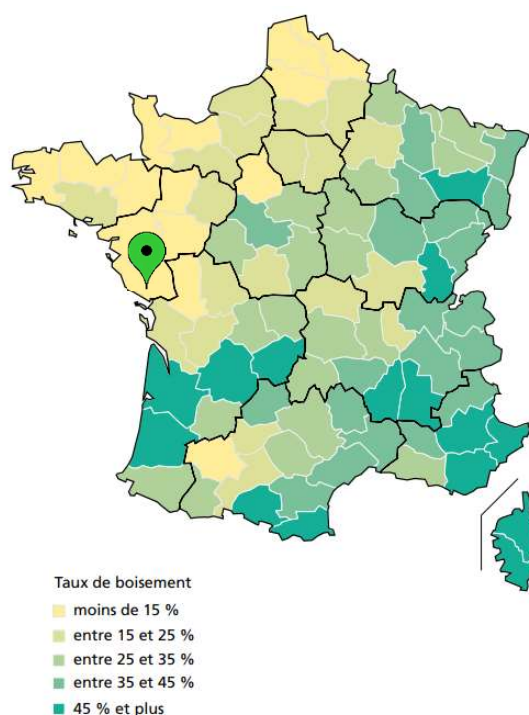 Taux de boisement
moins de 15 %
entre 15 et 25 %
entre 25 et 35 %
entre 35 et 45 %
45 % et plus